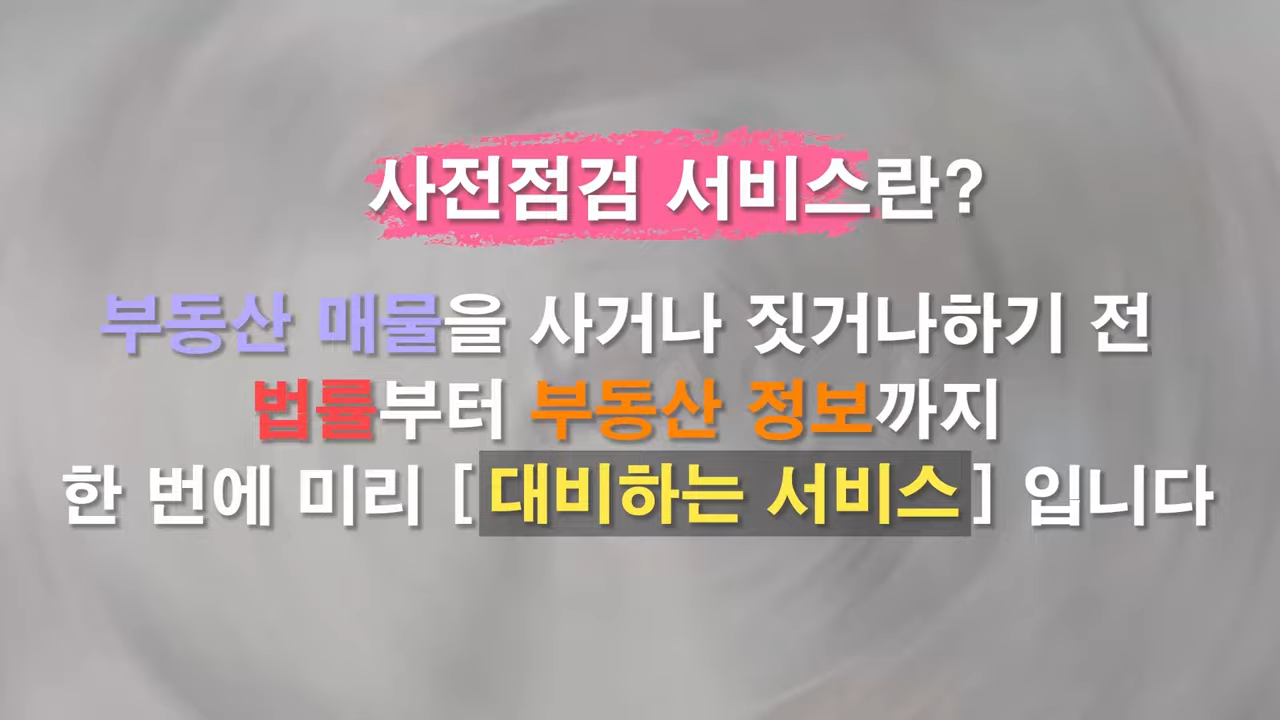 사전점검 서비스란?
부동산 매물을 사거나 짓거나하기 전
법률부터 부동산 정보까지
한 번에 미리 [대비하는 서비스] 입니다